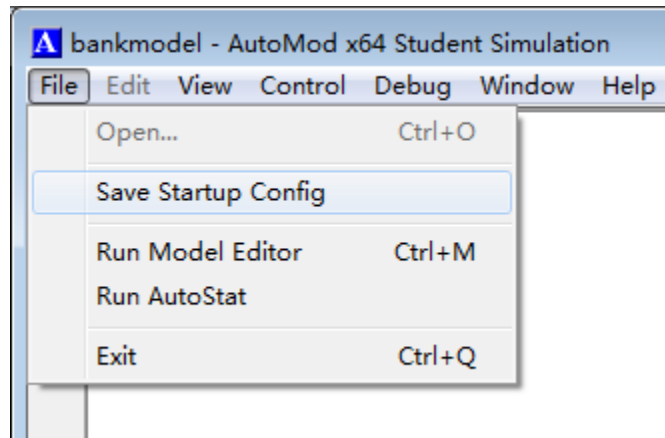 A bankmodel - AutoMod x64 Student Simulatio
File Edit View Control Debug Window Help
Open... Ctrl+O
Save Startup Config
Run Model Editor Ctrl+M
Run AutoStat
Exit Ctrl+Q